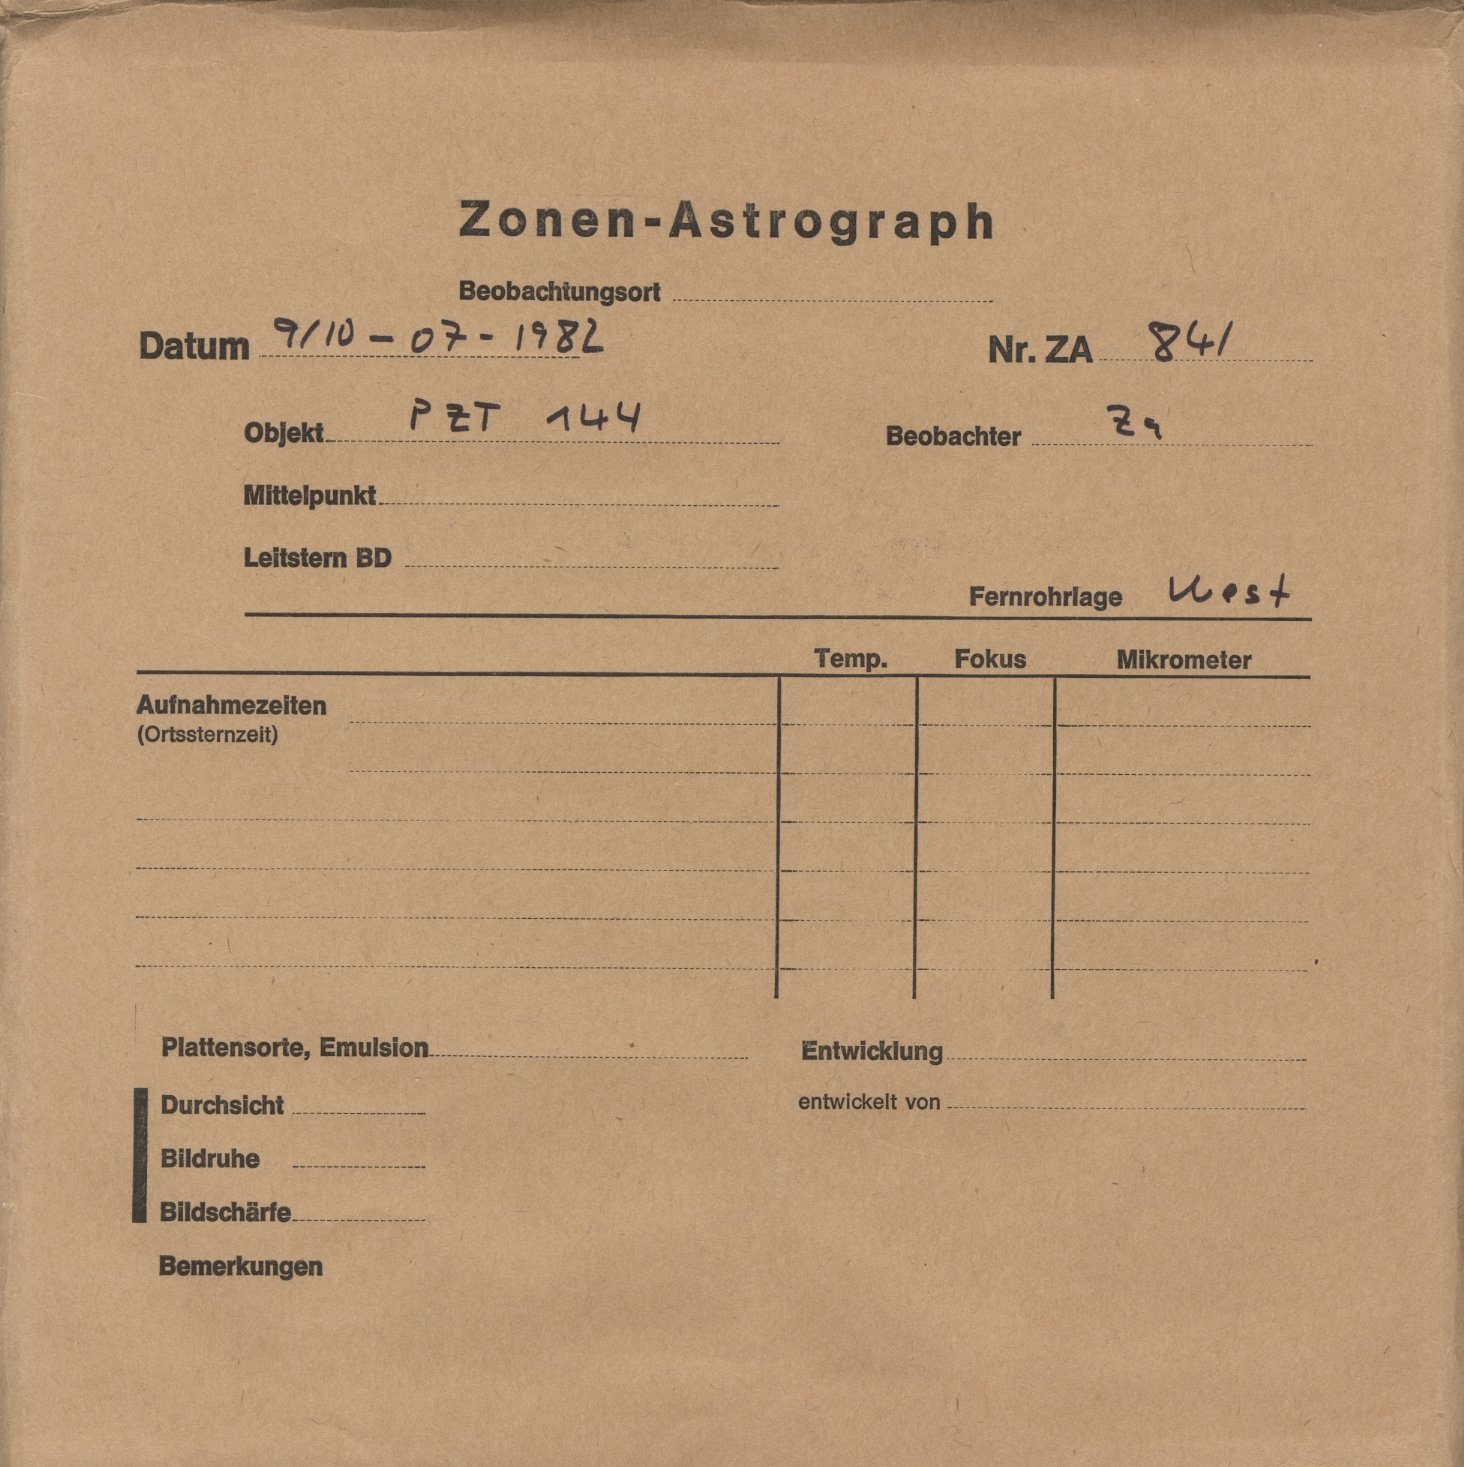 Zonen-Astrograph
Beobachtungsort
Datum 9/10 - 07 - 1982 Nr. ZA 841
Objekt PZT 144 Beobachter Za
Mittelpunkt
Leitstern BD
Fernrohrlage West
Temp. Fokus Mikrometer
Aufnahmezeiten
(Ortssternzeit)
Plattensorte, Emulsion Entwicklung
Durchsicht entwickelt von
Bildruhe
Bildschärfe
Bemerkungen